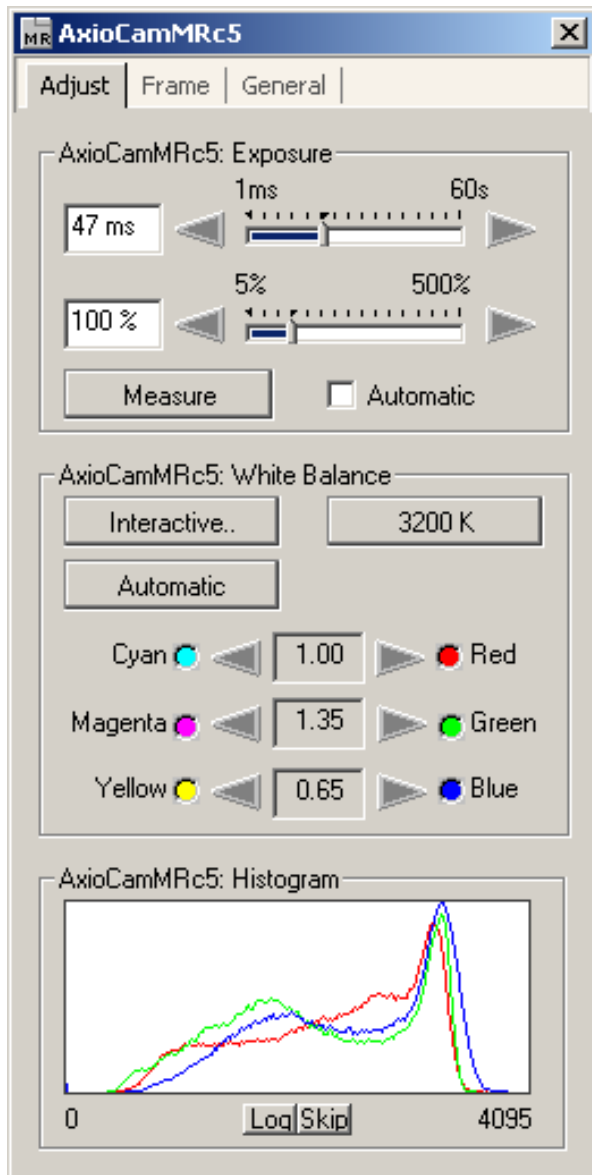 MR AxioCamMRc5
Adjust Frame General
AxioCamMRc5: Exposure
1ms 60s
47 ms
5% 500%
100 %
Measure Automatic
AxioCamMRc5: White Balance
Interactive.. 3200 K
Automatic
Cyan 1.00 Red
Magenta 1.35 Green
Yellow 0.65 Blue
AxioCamMRc5: Histogram
0 Log Skip 4095